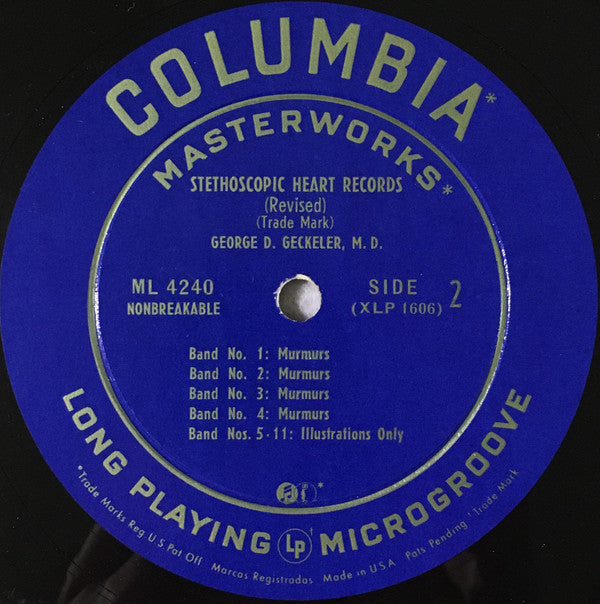 COLUMBIA*
MASTERWORKS*
STETHOSCOPIC HEART RECORDS
(Revised)
(Trade Mark)
GEORGE D. GECKELER, M. D.
ML 4240
NONBREAKABLE
SIDE 2
(XLP 1606)
Band No. 1: Murmurs
Band No. 2: Murmurs
Band No. 3: Murmurs
Band No. 4: Murmurs
Band Nos. 5-11: Illustrations Only
LONG PLAYING Lp† MICROGROOVE
*Trade Marks Reg U S Pat Off Marcas Registradas Made in U S A Pats Pending †Trade Mark